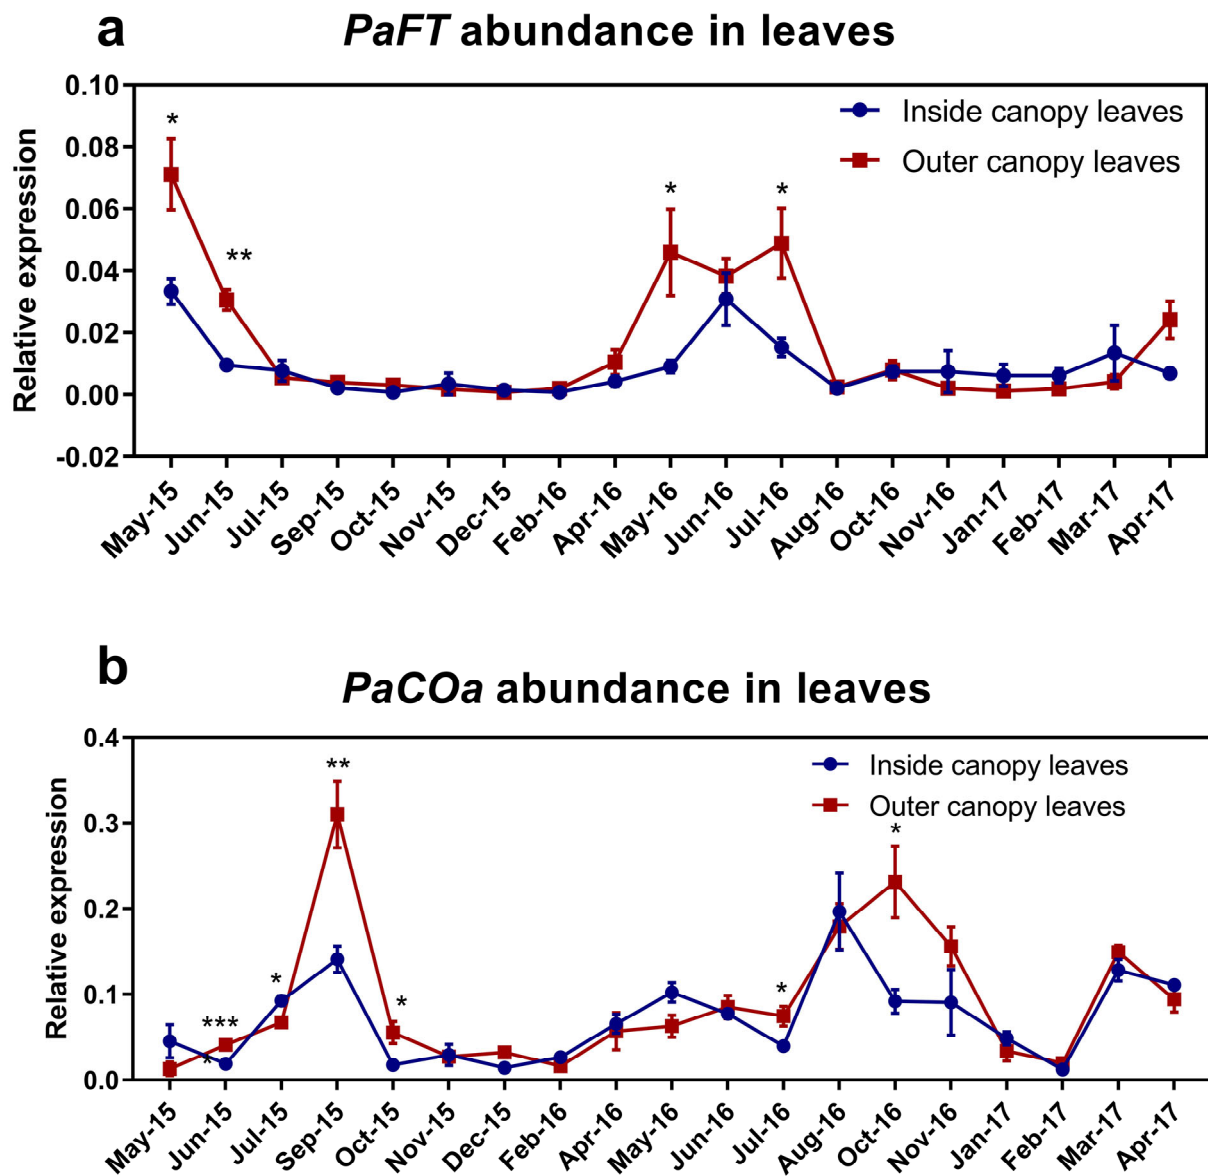 a
PaFT abundance in leaves
Relative expression
0.10
0.08
0.06
0.04
0.02
0.00
-0.02
Inside canopy leaves
Outer canopy leaves
*
**
*
*
May-15
Jun-15
Jul-15
Sep-15
Oct-15
Nov-15
Dec-15
Feb-16
Apr-16
May-16
Jun-16
Jul-16
Aug-16
Oct-16
Nov-16
Jan-17
Feb-17
Mar-17
Apr-17
b
PaCOa abundance in leaves
Relative expression
0.4
0.3
0.2
0.1
0.0
Inside canopy leaves
Outer canopy leaves
*
***
*
**
*
*
*
May-15
Jun-15
Jul-15
Sep-15
Oct-15
Nov-15
Dec-15
Feb-16
Apr-16
May-16
Jun-16
Jul-16
Aug-16
Oct-16
Nov-16
Jan-17
Feb-17
Mar-17
Apr-17